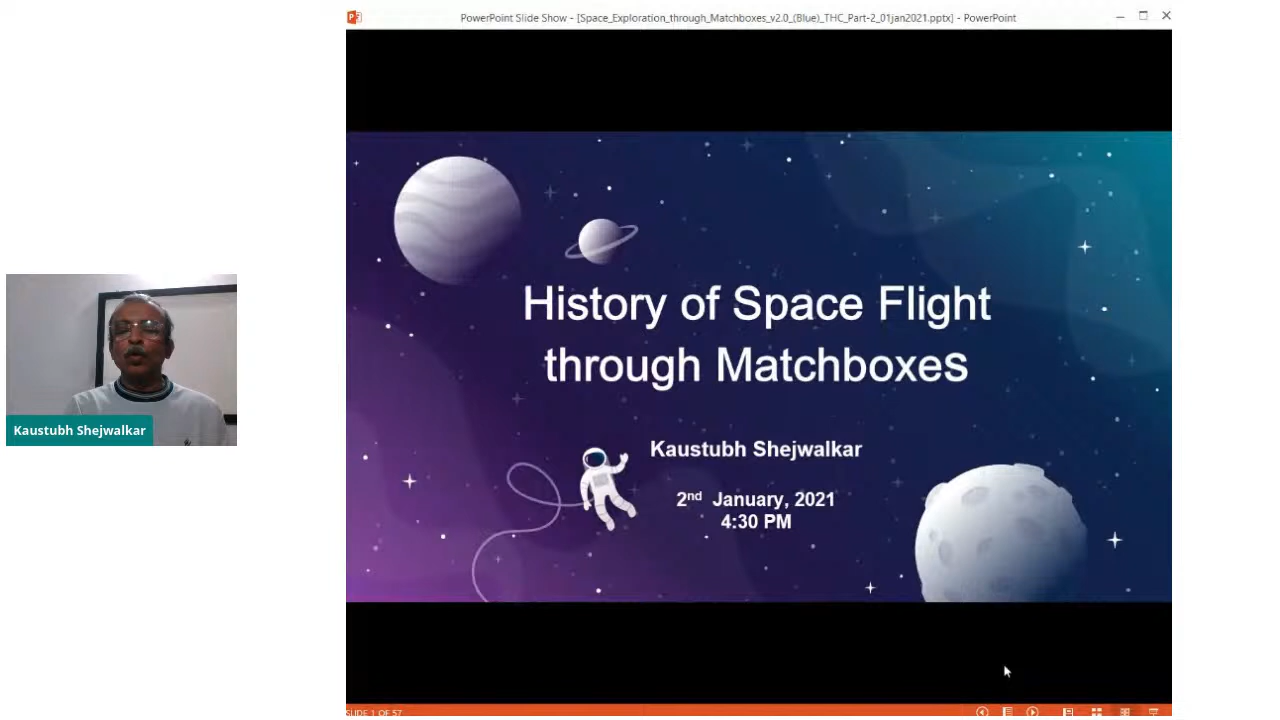 PowerPoint Slide Show - [Space_Exploration_through_Matchboxes_v2.0_(Blue)_THC_Part-2_01jan2021.pptx] - PowerPoint
History of Space Flight
through Matchboxes
Kaustubh Shejwalkar
2nd January, 2021
4:30 PM
Kaustubh Shejwalkar
SLIDE 1 OF 57